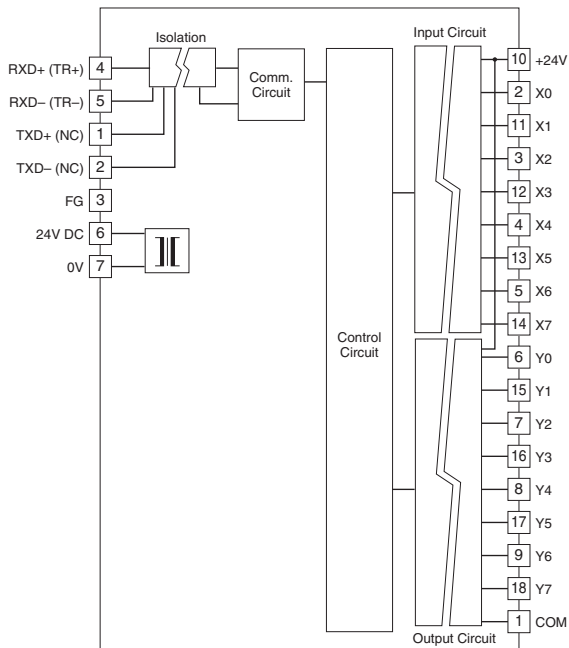 Isolation
Input Circuit
RXD+ (TR+) 4
RXD– (TR–) 5
TXD+ (NC) 1
TXD– (NC) 2
FG 3
24V DC 6
0V 7
Comm.
Circuit
Control
Circuit
10 +24V
2 X0
11 X1
3 X2
12 X3
4 X4
13 X5
5 X6
14 X7
6 Y0
15 Y1
7 Y2
16 Y3
8 Y4
17 Y5
9 Y6
18 Y7
1 COM
Output Circuit